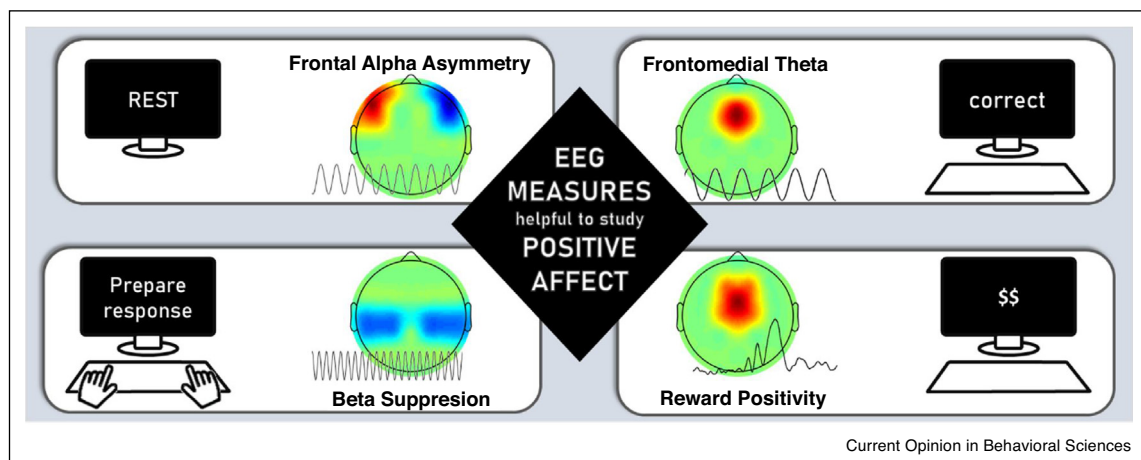 Frontal Alpha Asymmetry
REST
Frontomedial Theta
correct
EEG
MEASURES
helpful to study
POSITIVE
AFFECT
Prepare
response
Beta Suppresion
$$
Reward Positivity
Current Opinion in Behavioral Sciences